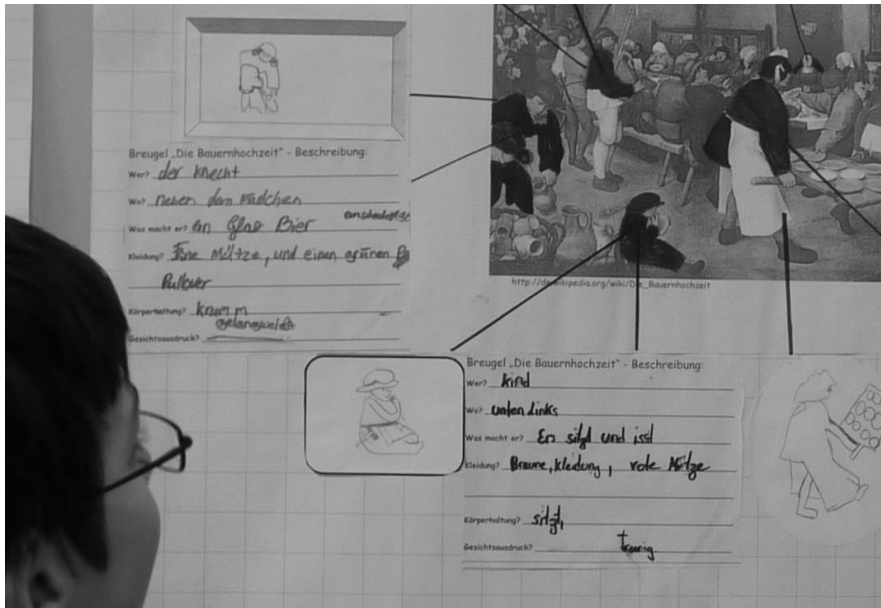 Breugel „Die Bauernhochzeit" - Beschreibung:
Wer? der Knecht
Wo? neben dem Mädchen
Was macht er? ein Glas Bier
Kleidung? Eine Mütze, und einen grünen
Pullover
Körperhaltung? krumm
gelangweilt
Gesichtsausdruck?
http://de.wikipedia.org/wiki/Die_Bauernhochzeit
Breugel „Die Bauernhochzeit" - Beschreibung:
Wer? kind
Wo? unten Links
Was macht er? En sitzt und isst
Kleidung? Braune, kleidung, rote Mütze
Körperhaltung? sitzt,
Gesichtsausdruck? traurig